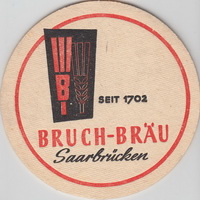 SEIT 1702
BRUCH-BRÄU
Saarbrücken